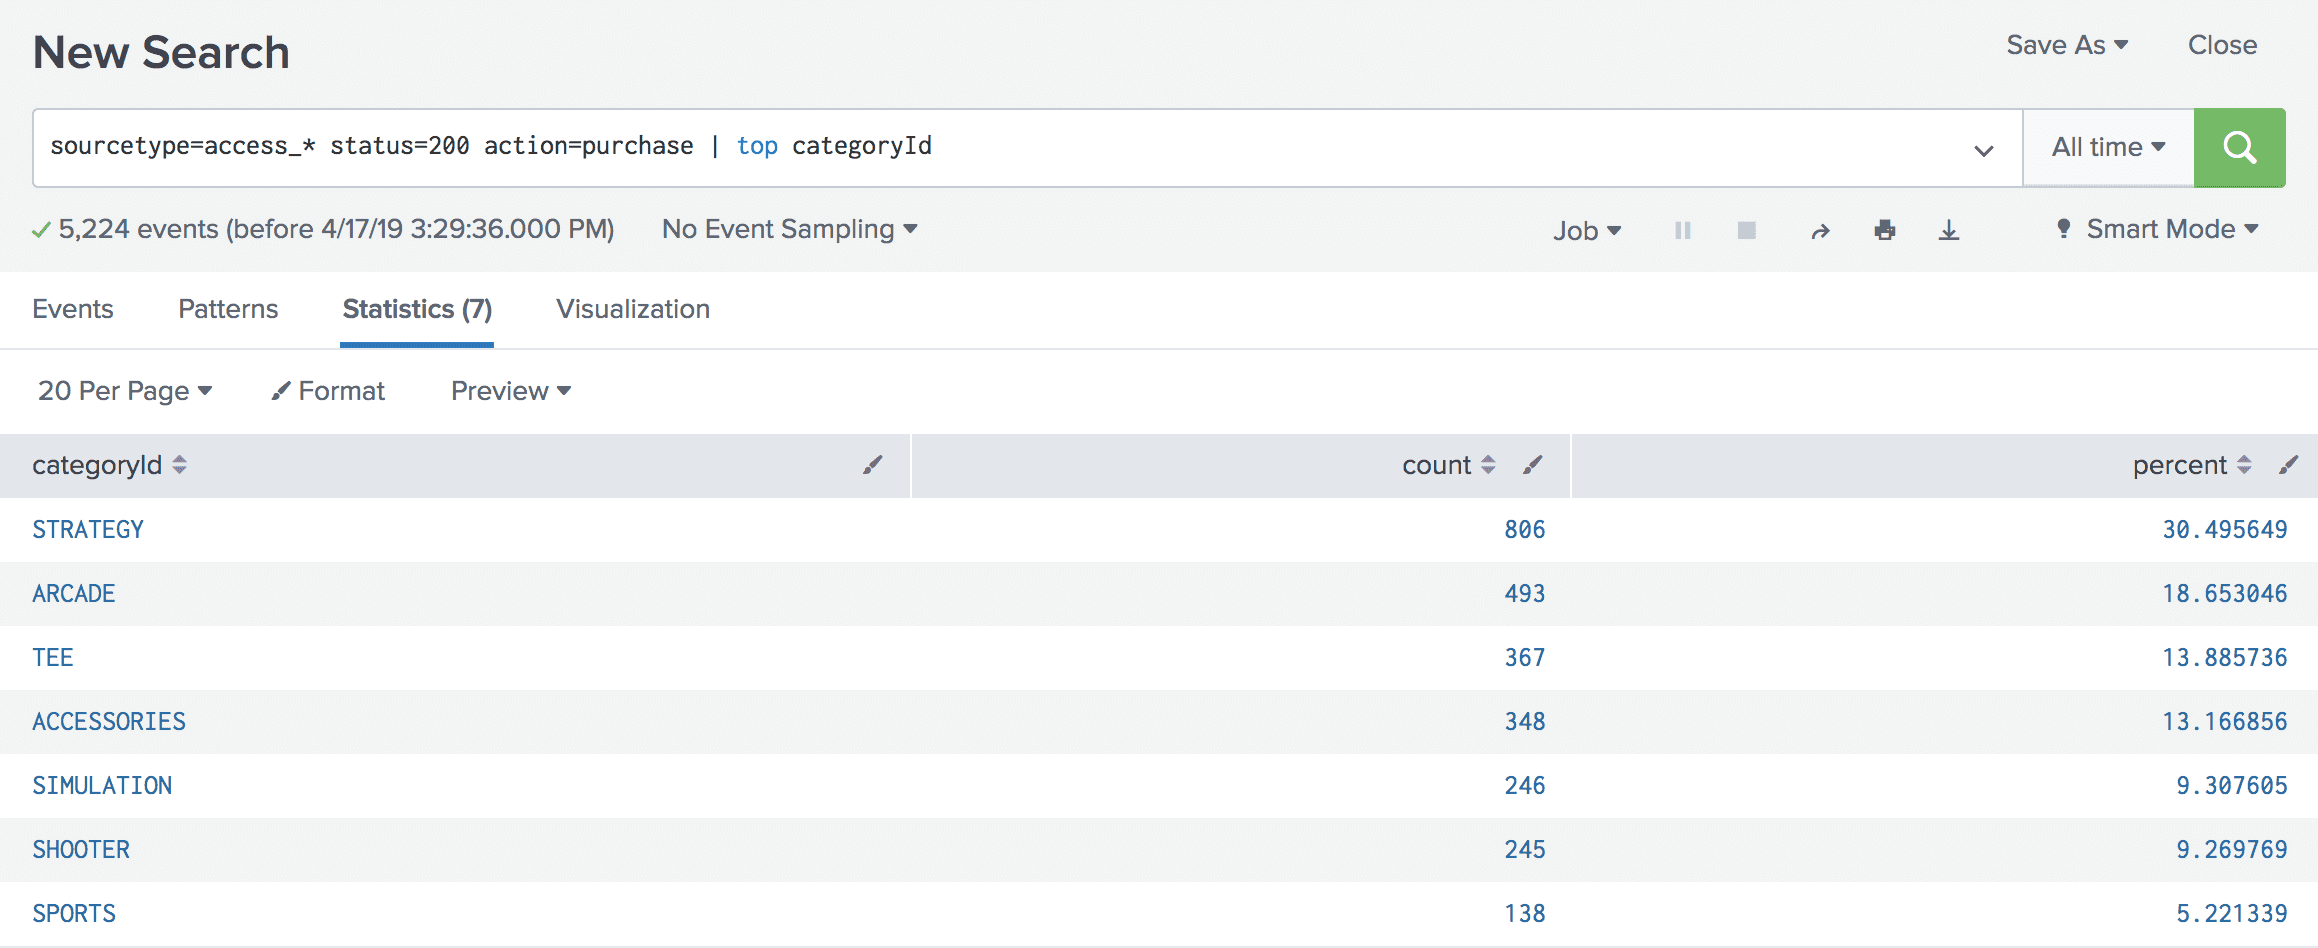 New Search
Save As Close
sourcetype=access_* status=200 action=purchase | top categoryId
All time
5,224 events (before 4/17/19 3:29:36.000 PM) No Event Sampling Job Smart Mode
Events Patterns Statistics (7) Visualization
20 Per Page Format Preview
categoryId count percent
STRATEGY 806 30.495649
ARCADE 493 18.653046
TEE 367 13.885736
ACCESSORIES 348 13.166856
SIMULATION 246 9.307605
SHOOTER 245 9.269769
SPORTS 138 5.221339